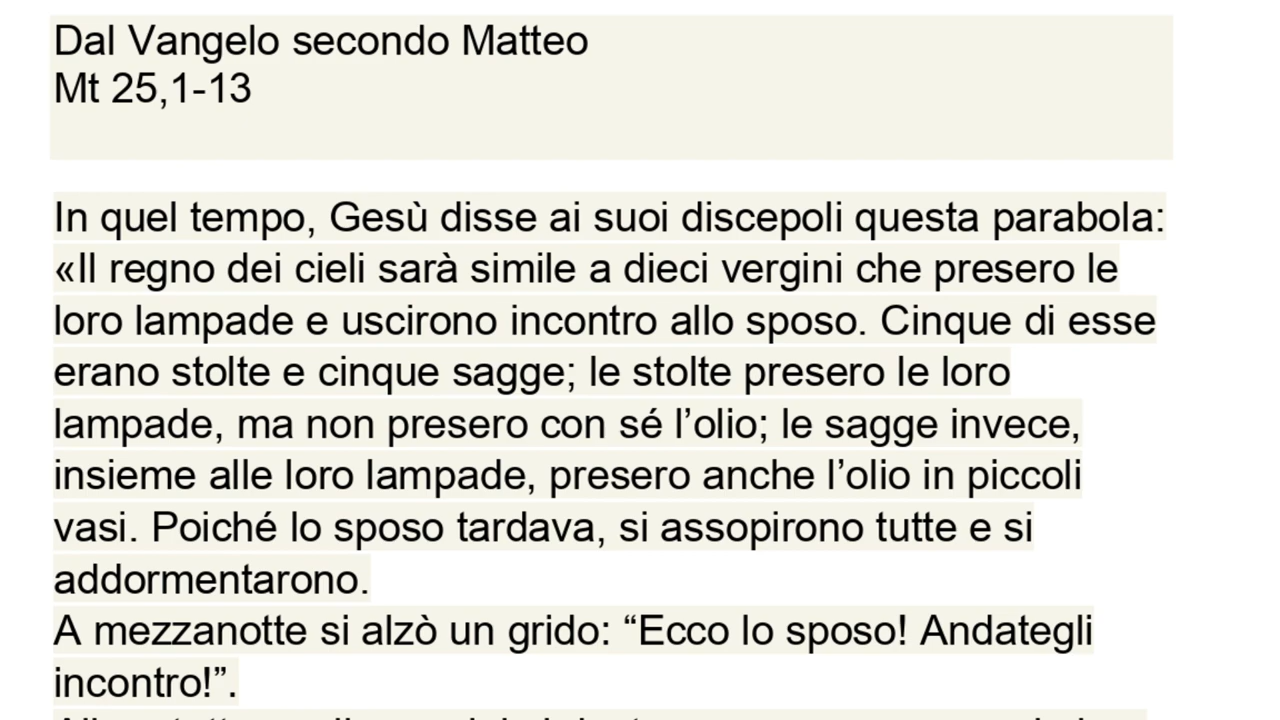 Dal Vangelo secondo Matteo
Mt 25,1-13
In quel tempo, Gesù disse ai suoi discepoli questa parabola:
«Il regno dei cieli sarà simile a dieci vergini che presero le
loro lampade e uscirono incontro allo sposo. Cinque di esse
erano stolte e cinque sagge; le stolte presero le loro
lampade, ma non presero con sé l’olio; le sagge invece,
insieme alle loro lampade, presero anche l’olio in piccoli
vasi. Poiché lo sposo tardava, si assopirono tutte e si
addormentarono.
A mezzanotte si alzò un grido: “Ecco lo sposo! Andategli
incontro!”.